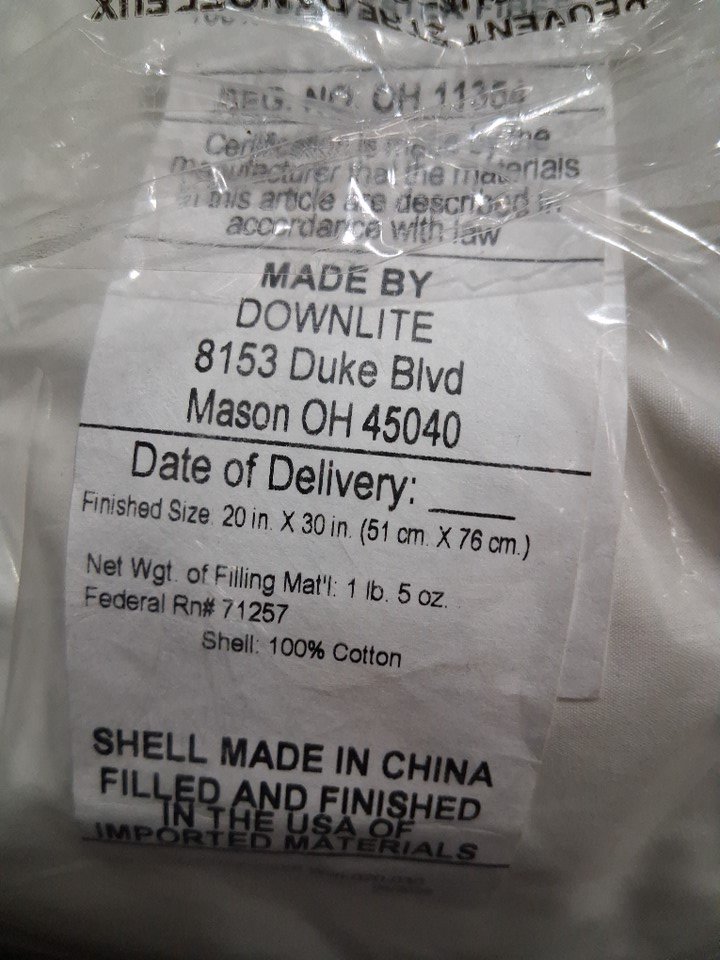 REG. NO. OH 11354
Certification is made by the
manufacturer that the materials
in this article are described in
accordance with law
MADE BY
DOWNLITE
8153 Duke Blvd
Mason OH 45040
Date of Delivery:
Finished Size 20 in. X 30 in. (51 cm. X 76 cm.)
Net Wgt. of Filling Mat'l: 1 lb. 5 oz.
Federal Rn# 71257
Shell: 100% Cotton
SHELL MADE IN CHINA
FILLED AND FINISHED
IN THE USA OF
IMPORTED MATERIALS